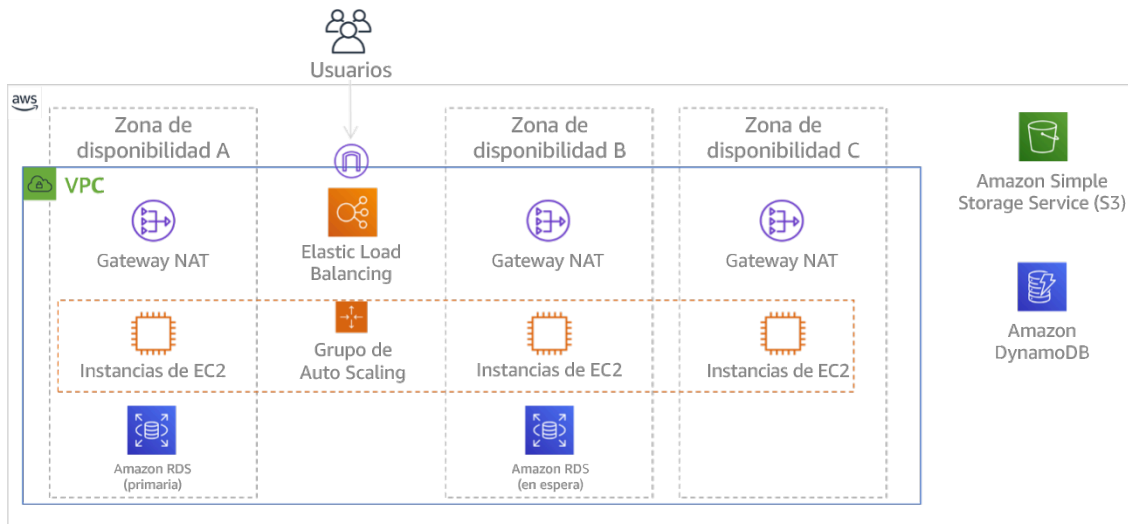 Usuarios
aws
Zona de
disponibilidad A
Zona de
disponibilidad B
Zona de
disponibilidad C
VPC
Gateway NAT
Elastic Load
Balancing
Gateway NAT
Gateway NAT
Amazon Simple
Storage Service (S3)
Instancias de EC2
Grupo de
Auto Scaling
Instancias de EC2
Instancias de EC2
Amazon
DynamoDB
Amazon RDS
(primaria)
Amazon RDS
(en espera)